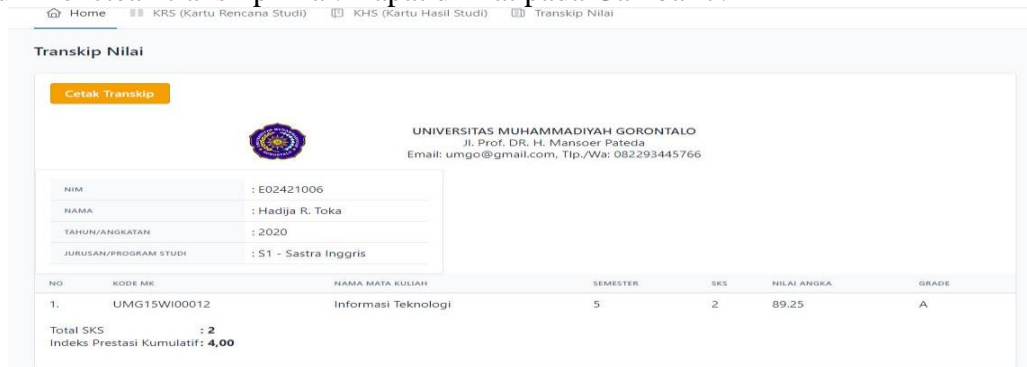 Home KRS (Kartu Rencana Studi) KHS (Kartu Hasil Studi) Transkip Nilai
Transkip Nilai
Cetak Transkip
UNIVERSITAS MUHAMMADIYAH GORONTALO
Jl. Prof. DR. H. Mansoer Pateda
Email: umgo@gmail.com, Tlp./Wa: 082293445766
NIM : E02421006
NAMA : Hadija R. Toka
TAHUN/ANGKATAN : 2020
JURUSAN/PROGRAM STUDI : S1 - Sastra Inggris
NO KODE MK NAMA MATA KULIAH SEMESTER SKS NILAI ANGKA GRADE
1. UMG15WI00012 Informasi Teknologi 5 2 89.25 A
Total SKS : 2
Indeks Prestasi Kumulatif : 4,00